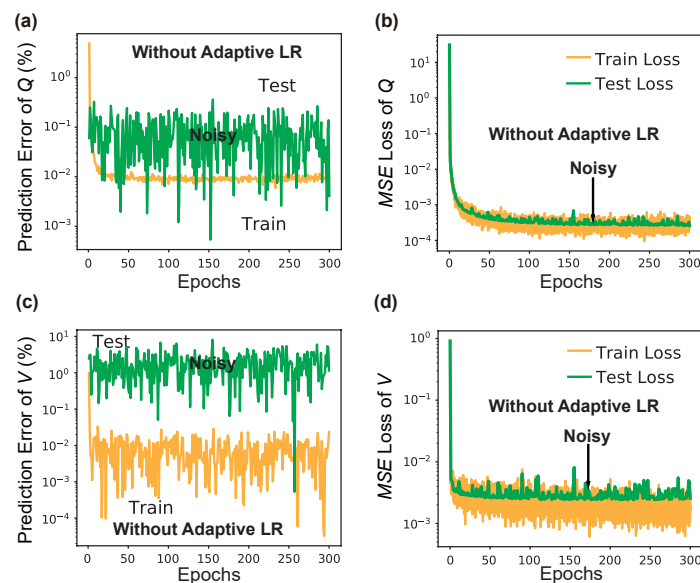 (a)
Prediction Error of Q (%)
10⁰
10⁻¹
10⁻²
10⁻³
Without Adaptive LR
Test
Noisy
Train
0 50 100 150 200 250 300
Epochs
(b)
MSE Loss of Q
10¹
10⁰
10⁻¹
10⁻²
10⁻³
10⁻⁴
Train Loss
Test Loss
Without Adaptive LR
Noisy
0 50 100 150 200 250 300
Epochs
(c)
Prediction Error of V (%)
10¹
10⁰
10⁻¹
10⁻²
10⁻³
10⁻⁴
Test
Noisy
Train
Without Adaptive LR
0 50 100 150 200 250 300
Epochs
(d)
MSE Loss of V
10⁰
10⁻¹
10⁻²
10⁻³
Train Loss
Test Loss
Without Adaptive LR
Noisy
0 50 100 150 200 250 300
Epochs